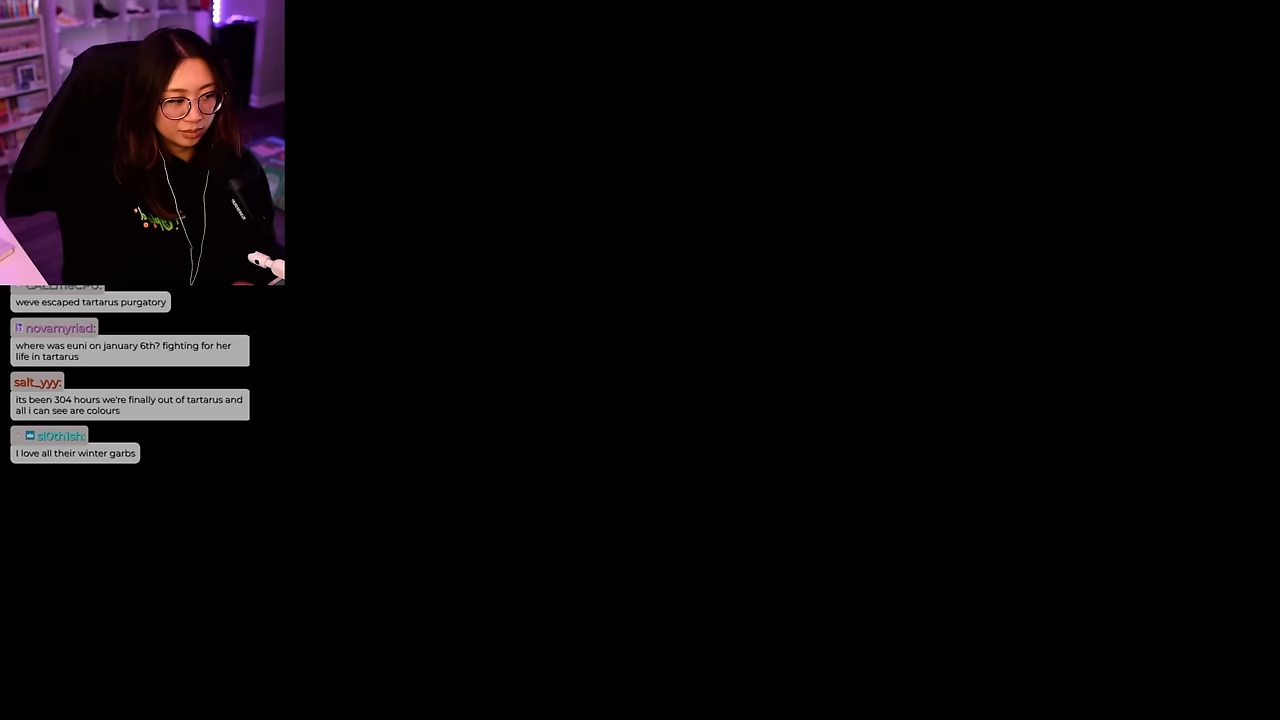 weve escaped tartarus purgatory
novamyriad:
where was euni on january 6th? fighting for her
life in tartarus
salt_yyy:
its been 304 hours we're finally out of tartarus and
all i can see are colours
sl0th1sh:
I love all their winter garbs